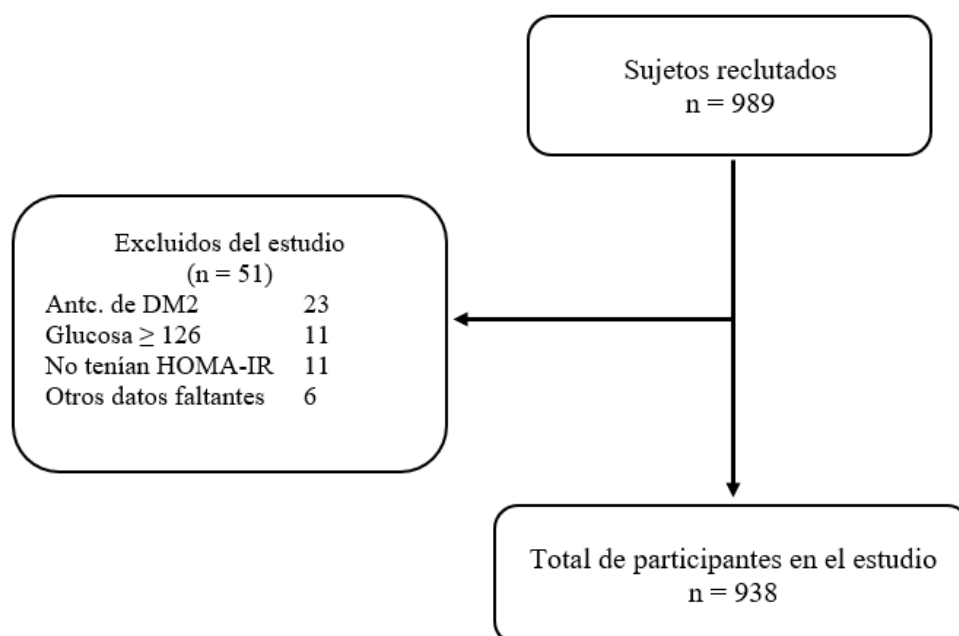 Sujetos reclutados
n = 989
Excluidos del estudio
(n = 51)
Antc. de DM2 23
Glucosa ≥ 126 11
No tenían HOMA-IR 11
Otros datos faltantes 6
Total de participantes en el estudio
n = 938